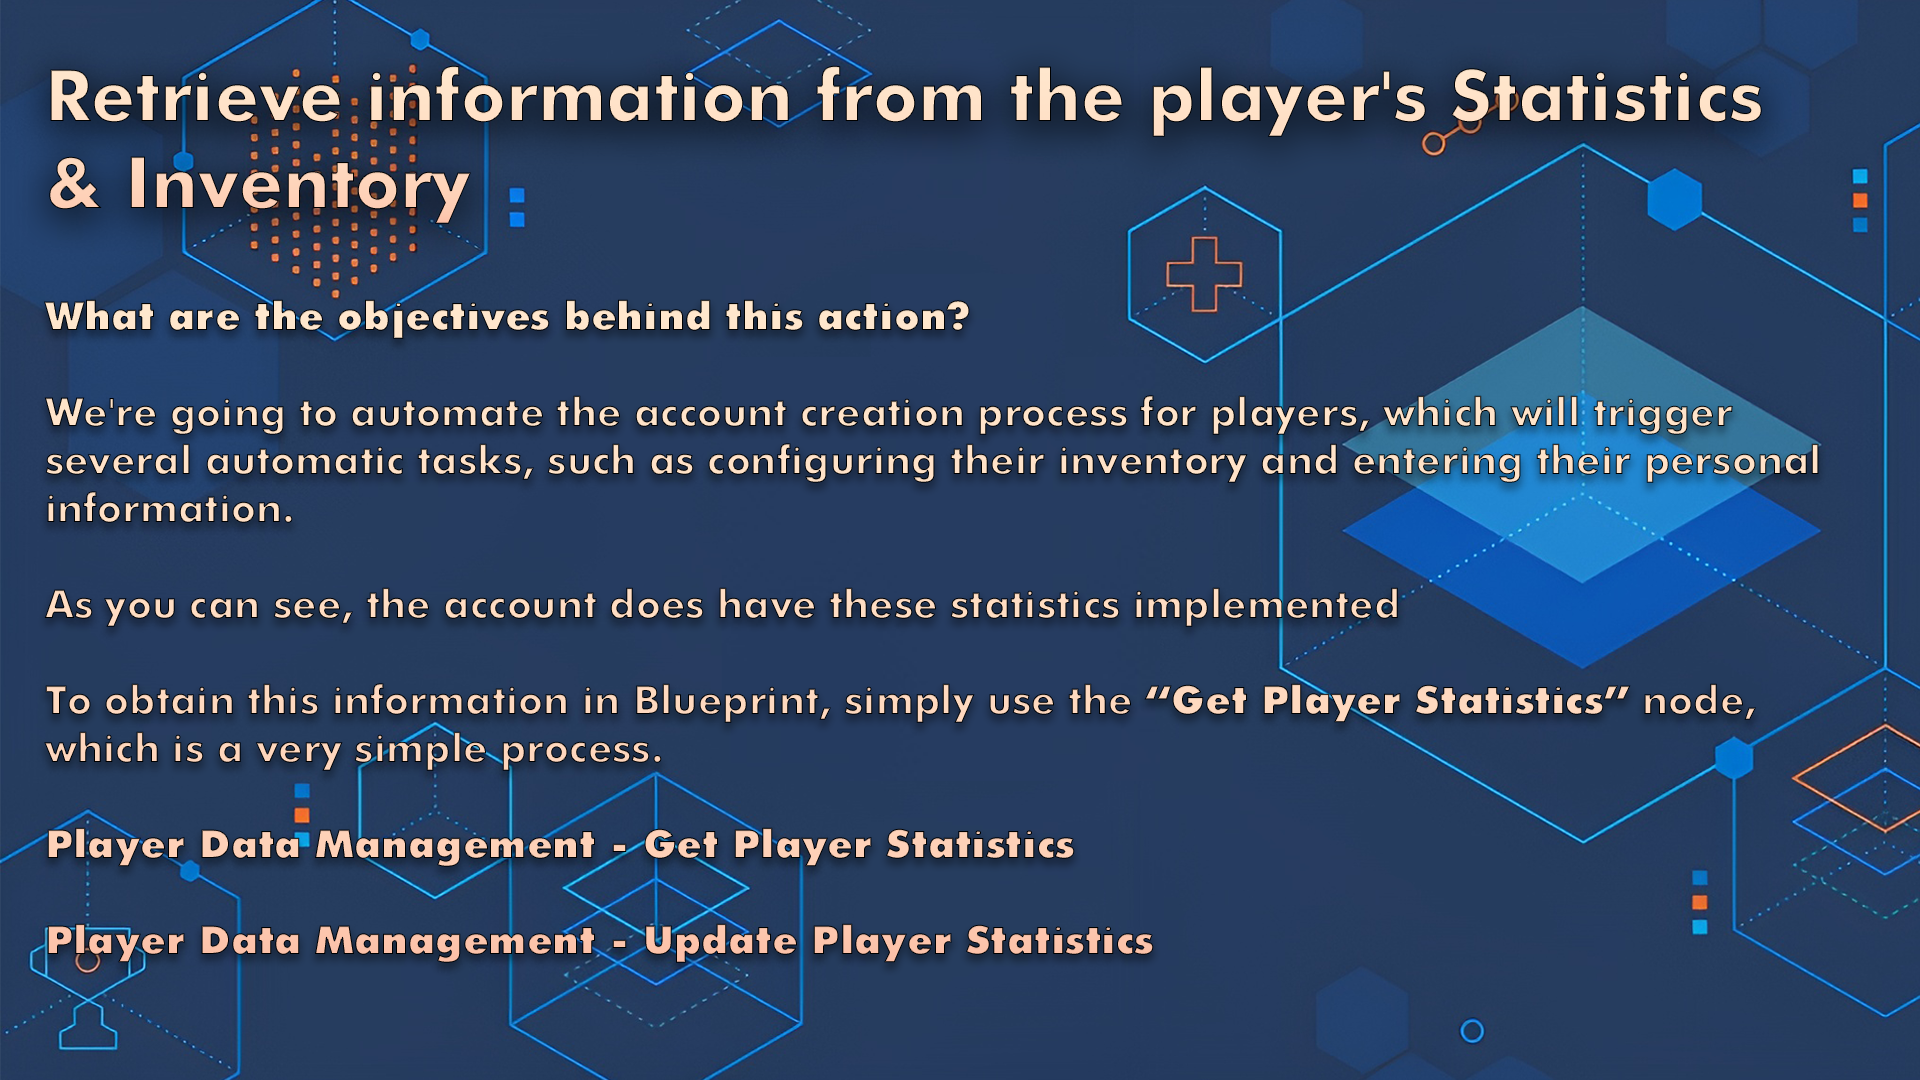 Retrieve information from the player's Statistics
& Inventory
What are the objectives behind this action?
We're going to automate the account creation process for players, which will trigger
several automatic tasks, such as configuring their inventory and entering their personal
information.
As you can see, the account does have these statistics implemented
To obtain this information in Blueprint, simply use the “Get Player Statistics” node,
which is a very simple process.
Player Data Management - Get Player Statistics
Player Data Management - Update Player Statistics